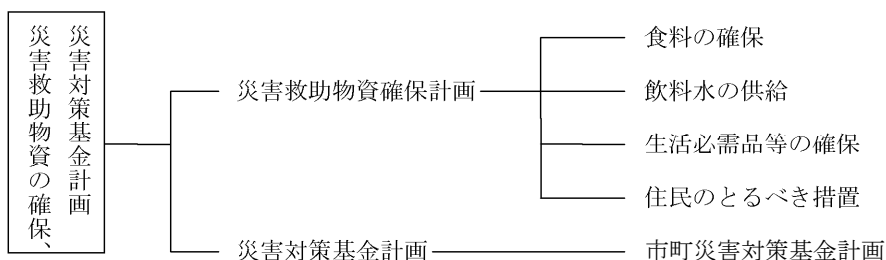 災害対策基金計画
災害救助物資の確保、
災害救助物資確保計画
食料の確保
飲料水の供給
生活必需品等の確保
住民のとるべき措置
災害対策基金計画
市町災害対策基金計画